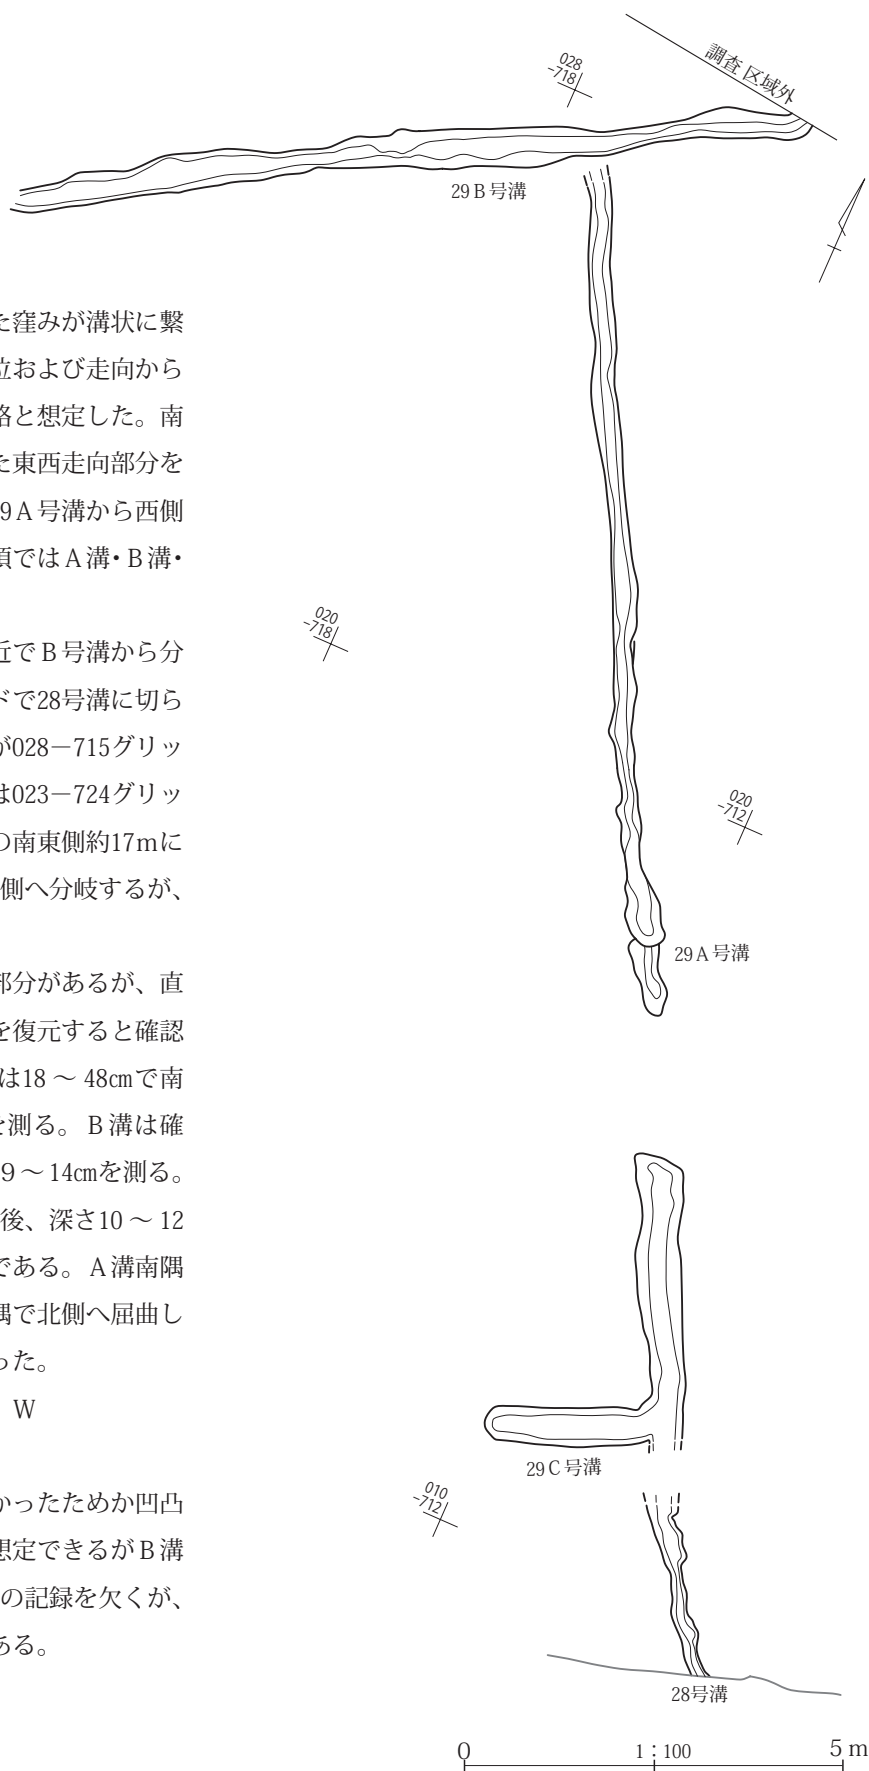 調査区域外
028
-718
29B号溝
た窪みが溝状に繋
位および走向から
路と想定した。南
た東西走向部分を
9A号溝から西側
頃ではA溝・B溝・
近でB号溝から分
ドで28号溝に切ら
が028－715グリッ
は023－724グリッ
の南東側約17mに
側へ分岐するが、
部分があるが、直
を復元すると確認
は18～48㎝で南
を測る。B溝は確
9～14㎝を測る。
後、深さ10～12
である。A溝南隅
隅で北側へ屈曲し
った。
W
かったためか凹凸
想定できるがB溝
の記録を欠くが、
ある。
020
-718
020
-712
29A号溝
29C号溝
010
-712
28号溝
0 1：100 5m